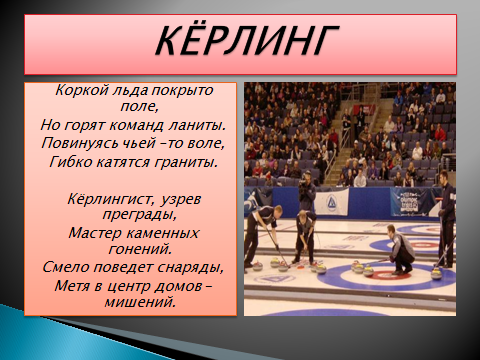 КЁРЛИНГ
Коркой льда покрыто
поле,
Но горят команд ланиты.
Повинуясь чьей –то воле,
Гибко катятся граниты.
Кёрлингист, узрев
преграды,
Мастер каменных
гонений.
Смело поведет снаряды,
Метя в центр домов –
мишений.